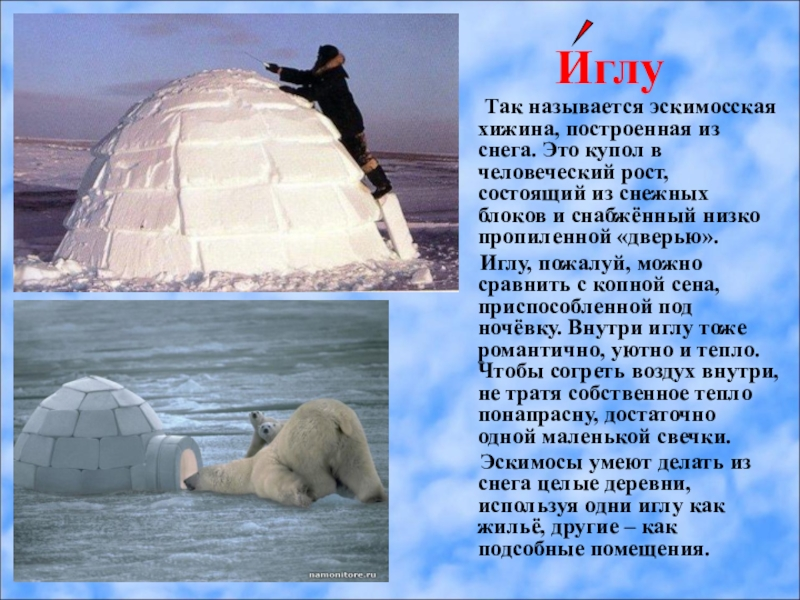 Иглу
Так называется эскимосская
хижина, построенная из
снега. Это купол в
человеческий рост,
состоящий из снежных
блоков и снабжённый низко
пропиленной «дверью».
Иглу, пожалуй, можно
сравнить с копной сена,
приспособленной под
ночёвку. Внутри иглу тоже
романтично, уютно и тепло.
Чтобы согреть воздух внутри,
не тратя собственное тепло
понапрасну, достаточно
одной маленькой свечки.
Эскимосы умеют делать из
снега целые деревни,
используя одни иглу как
жильё, другие – как
подсобные помещения.
namonitore.ru